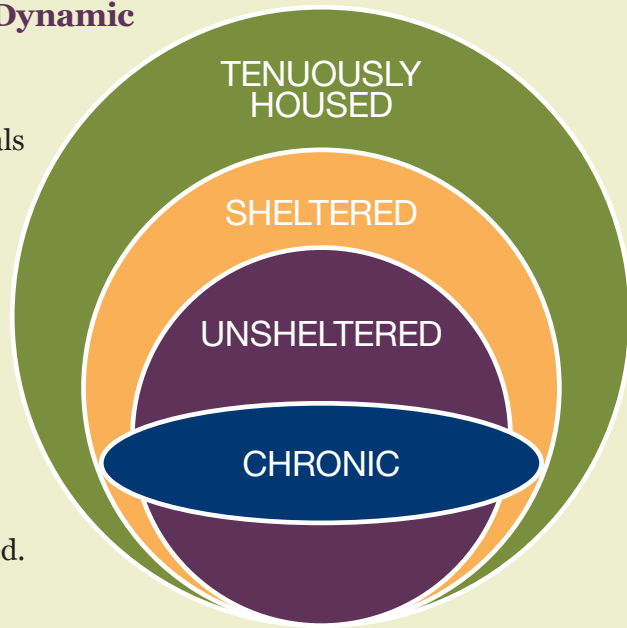 Dynamic
TENUOUSLY
HOUSED
SHELTERED
UNSHELTERED
CHRONIC